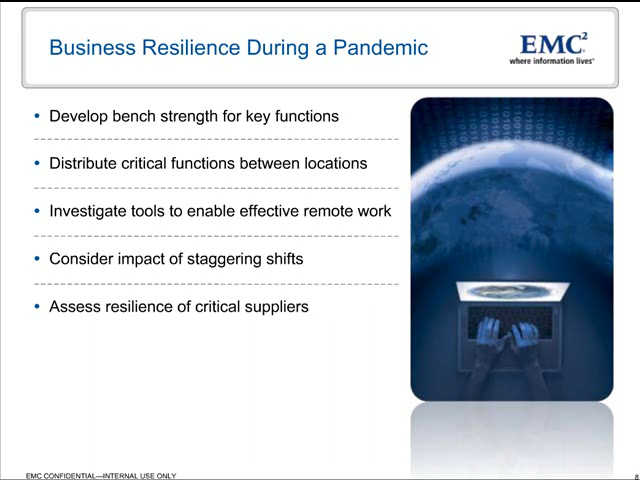 Business Resilience During a Pandemic
EMC²
where information lives®
• Develop bench strength for key functions
• Distribute critical functions between locations
• Investigate tools to enable effective remote work
• Consider impact of staggering shifts
• Assess resilience of critical suppliers
EMC CONFIDENTIAL—INTERNAL USE ONLY
8